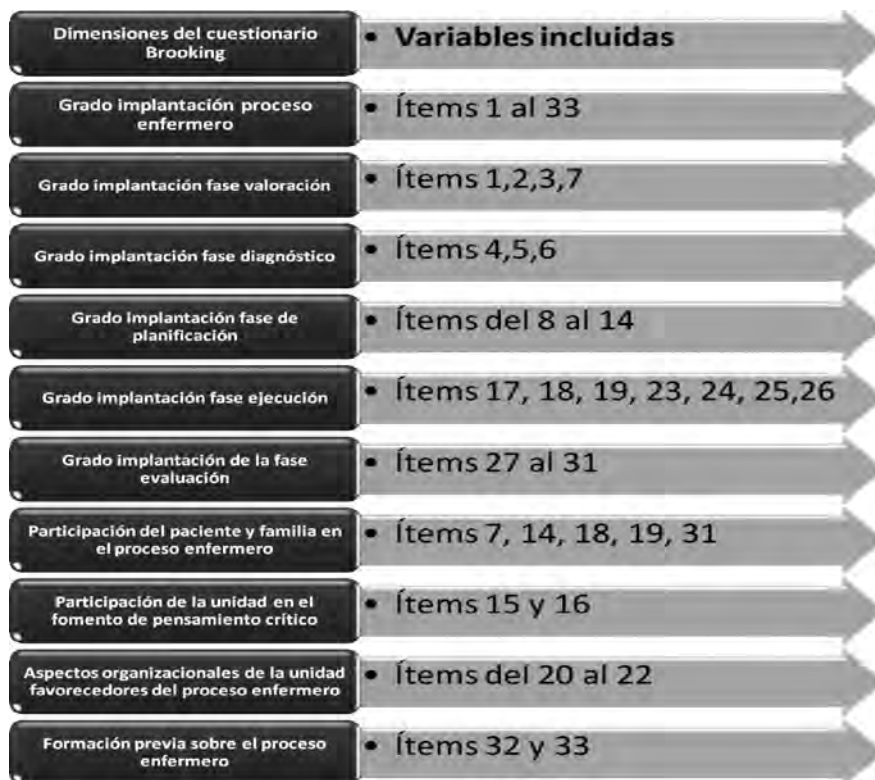 Dimensiones del cuestionario
Brooking
• Variables incluidas
Grado implantación proceso
enfermero
• Ítems 1 al 33
Grado implantación fase valoración
• Ítems 1,2,3,7
Grado implantación fase diagnóstico
• Ítems 4,5,6
Grado implantación fase de
planificación
• Ítems del 8 al 14
Grado implantación fase ejecución
• Ítems 17, 18, 19, 23, 24, 25,26
Grado implantación de la fase
evaluación
• Ítems 27 al 31
Participación del paciente y familia en
el proceso enfermero
• Ítems 7, 14, 18, 19, 31
Participación de la unidad en el
fomento de pensamiento crítico
• Ítems 15 y 16
Aspectos organizacionales de la unidad
favorecedores del proceso enfermero
• Ítems del 20 al 22
Formación previa sobre el proceso
enfermero
• Ítems 32 y 33